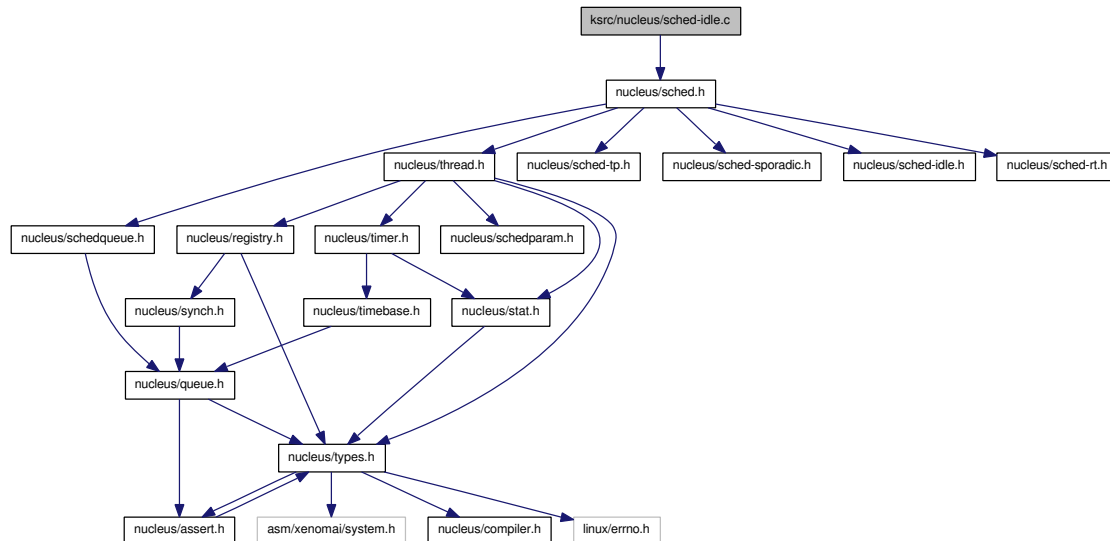 ksrc/nucleus/sched-idle.c
nucleus/sched.h
nucleus/thread.h
nucleus/sched-tp.h
nucleus/sched-sporadic.h
nucleus/sched-idle.h
nucleus/sched-rt.h
nucleus/schedqueue.h
nucleus/registry.h
nucleus/timer.h
nucleus/schedparam.h
nucleus/synch.h
nucleus/timebase.h
nucleus/stat.h
nucleus/queue.h
nucleus/types.h
nucleus/assert.h
asm/xenomai/system.h
nucleus/compiler.h
linux/errno.h